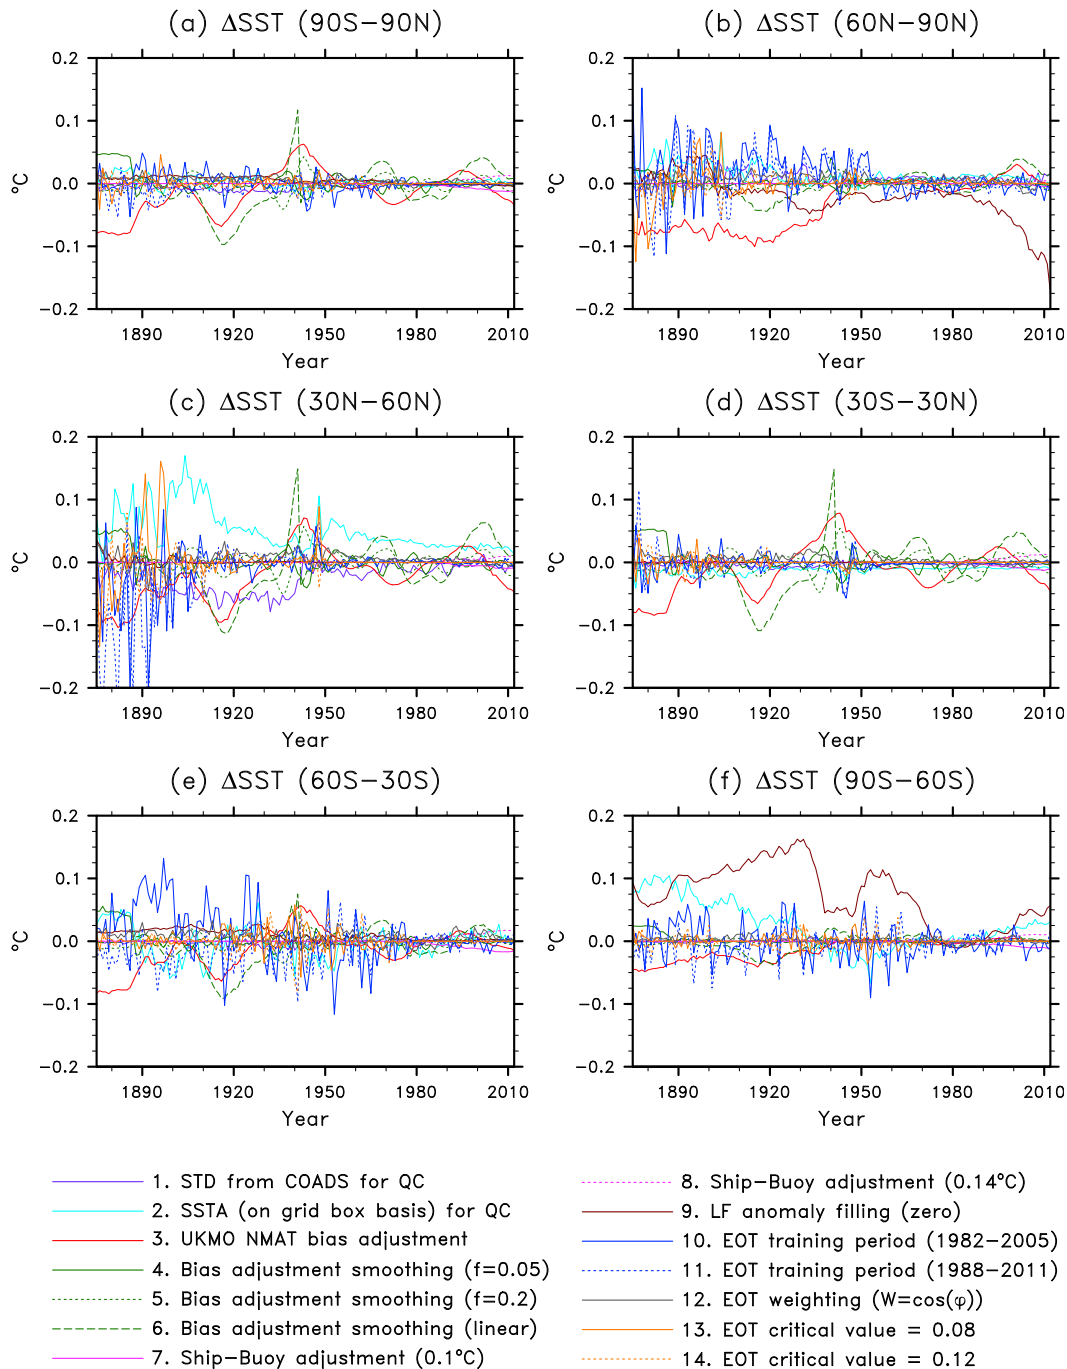 (a) ΔSST (90S−90N)
(b) ΔSST (60N−90N)
0.2
0.1
0.0
−0.1
−0.2
°C
1890 1920 1950 1980 2010
Year
0.2
0.1
0.0
−0.1
−0.2
°C
1890 1920 1950 1980 2010
Year
(c) ΔSST (30N−60N)
(d) ΔSST (30S−30N)
0.2
0.1
0.0
−0.1
−0.2
°C
1890 1920 1950 1980 2010
Year
0.2
0.1
0.0
−0.1
−0.2
°C
1890 1920 1950 1980 2010
Year
(e) ΔSST (60S−30S)
(f) ΔSST (90S−60S)
0.2
0.1
0.0
−0.1
−0.2
°C
1890 1920 1950 1980 2010
Year
0.2
0.1
0.0
−0.1
−0.2
°C
1890 1920 1950 1980 2010
Year
1. STD from COADS for QC
2. SSTA (on grid box basis) for QC
3. UKMO NMAT bias adjustment
4. Bias adjustment smoothing (f=0.05)
5. Bias adjustment smoothing (f=0.2)
6. Bias adjustment smoothing (linear)
7. Ship−Buoy adjustment (0.1°C)
8. Ship−Buoy adjustment (0.14°C)
9. LF anomaly filling (zero)
10. EOT training period (1982−2005)
11. EOT training period (1988−2011)
12. EOT weighting (W=cos(φ))
13. EOT critical value = 0.08
14. EOT critical value = 0.12